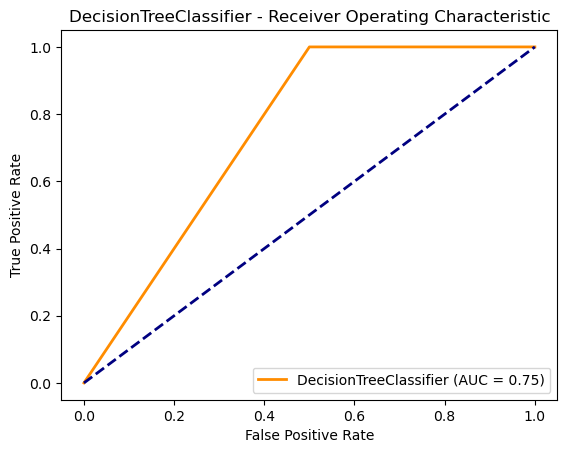 DecisionTreeClassifier - Receiver Operating Characteristic
True Positive Rate
1.0
0.8
0.6
0.4
0.2
0.0
DecisionTreeClassifier (AUC = 0.75)
0.0 0.2 0.4 0.6 0.8 1.0
False Positive Rate